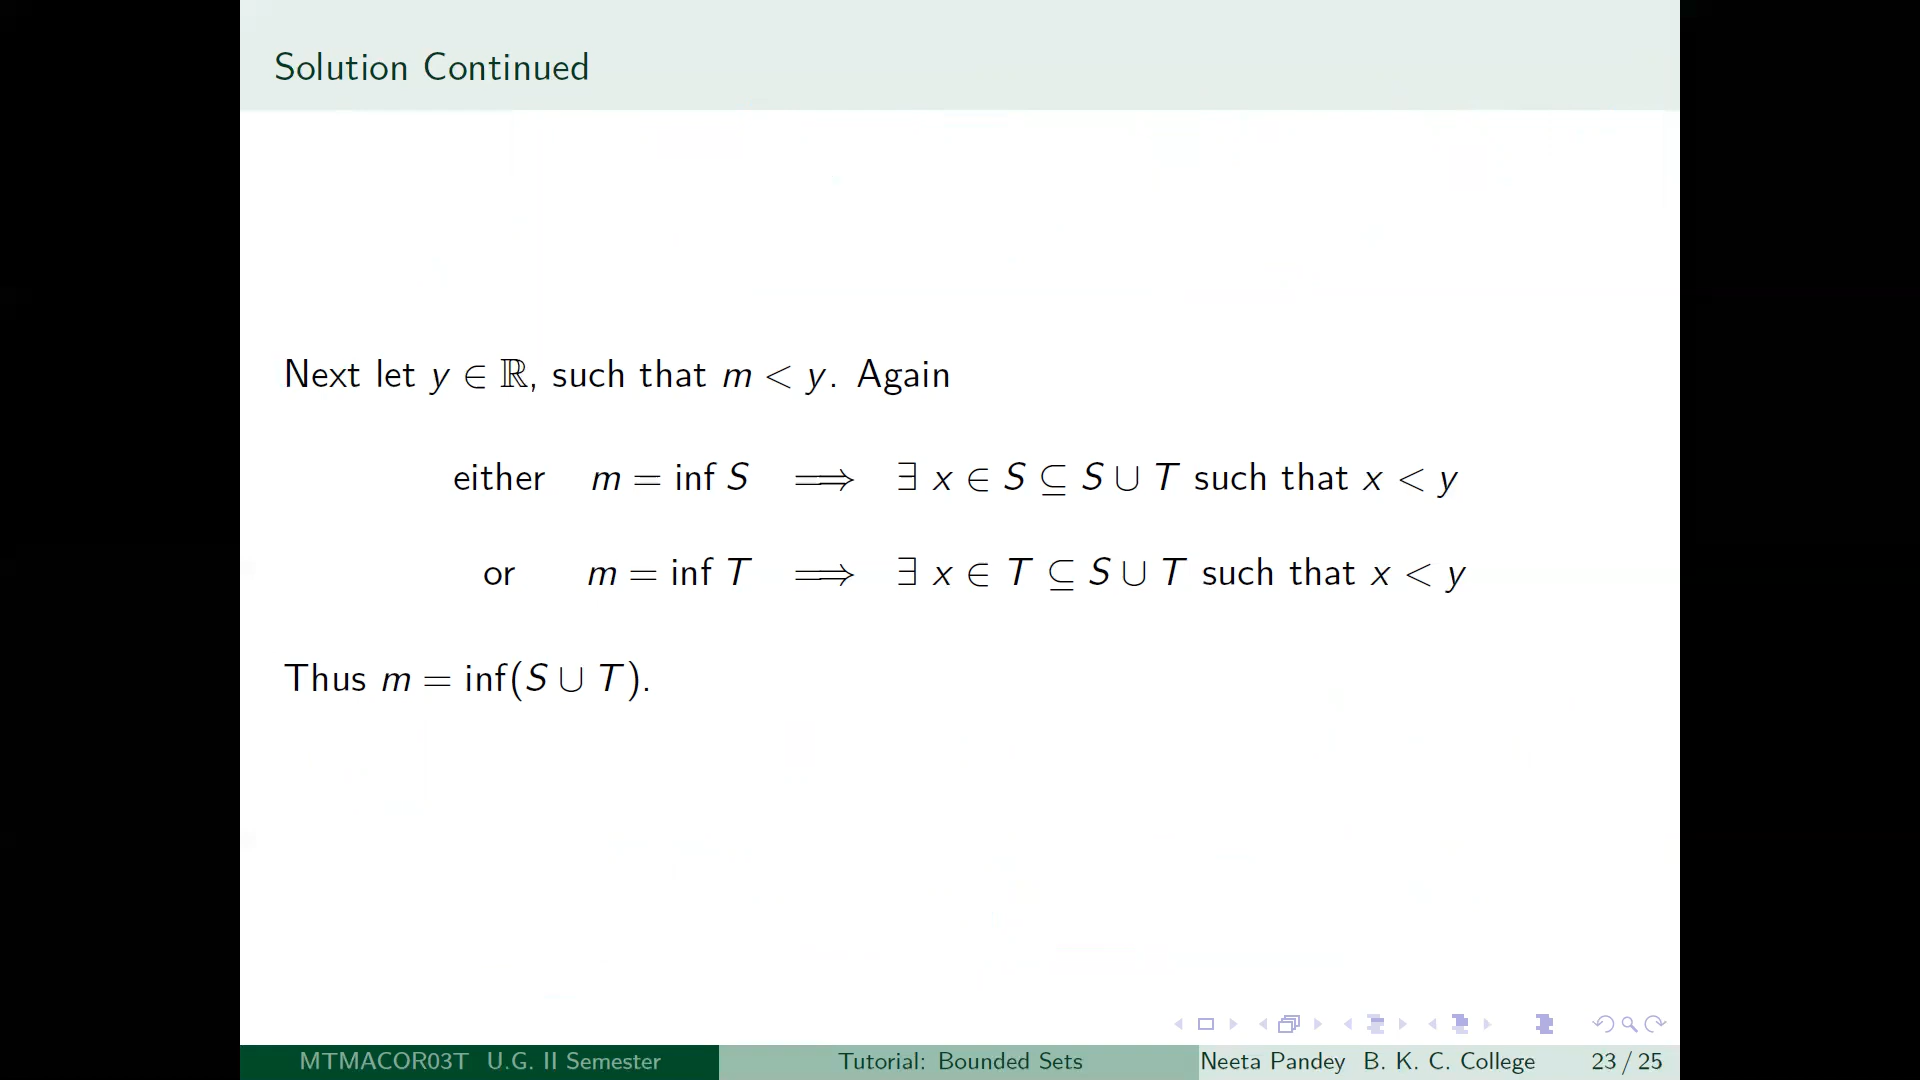 Solution Continued
Next let y ∈ ℝ, such that m < y. Again
either m = inf S ⟹ ∃ x ∈ S ⊆ S ∪ T such that x < y
or m = inf T ⟹ ∃ x ∈ T ⊆ S ∪ T such that x < y
Thus m = inf(S ∪ T).
MTMACOR03T U.G. II Semester Tutorial: Bounded Sets Neeta Pandey B. K. C. College 23 / 25